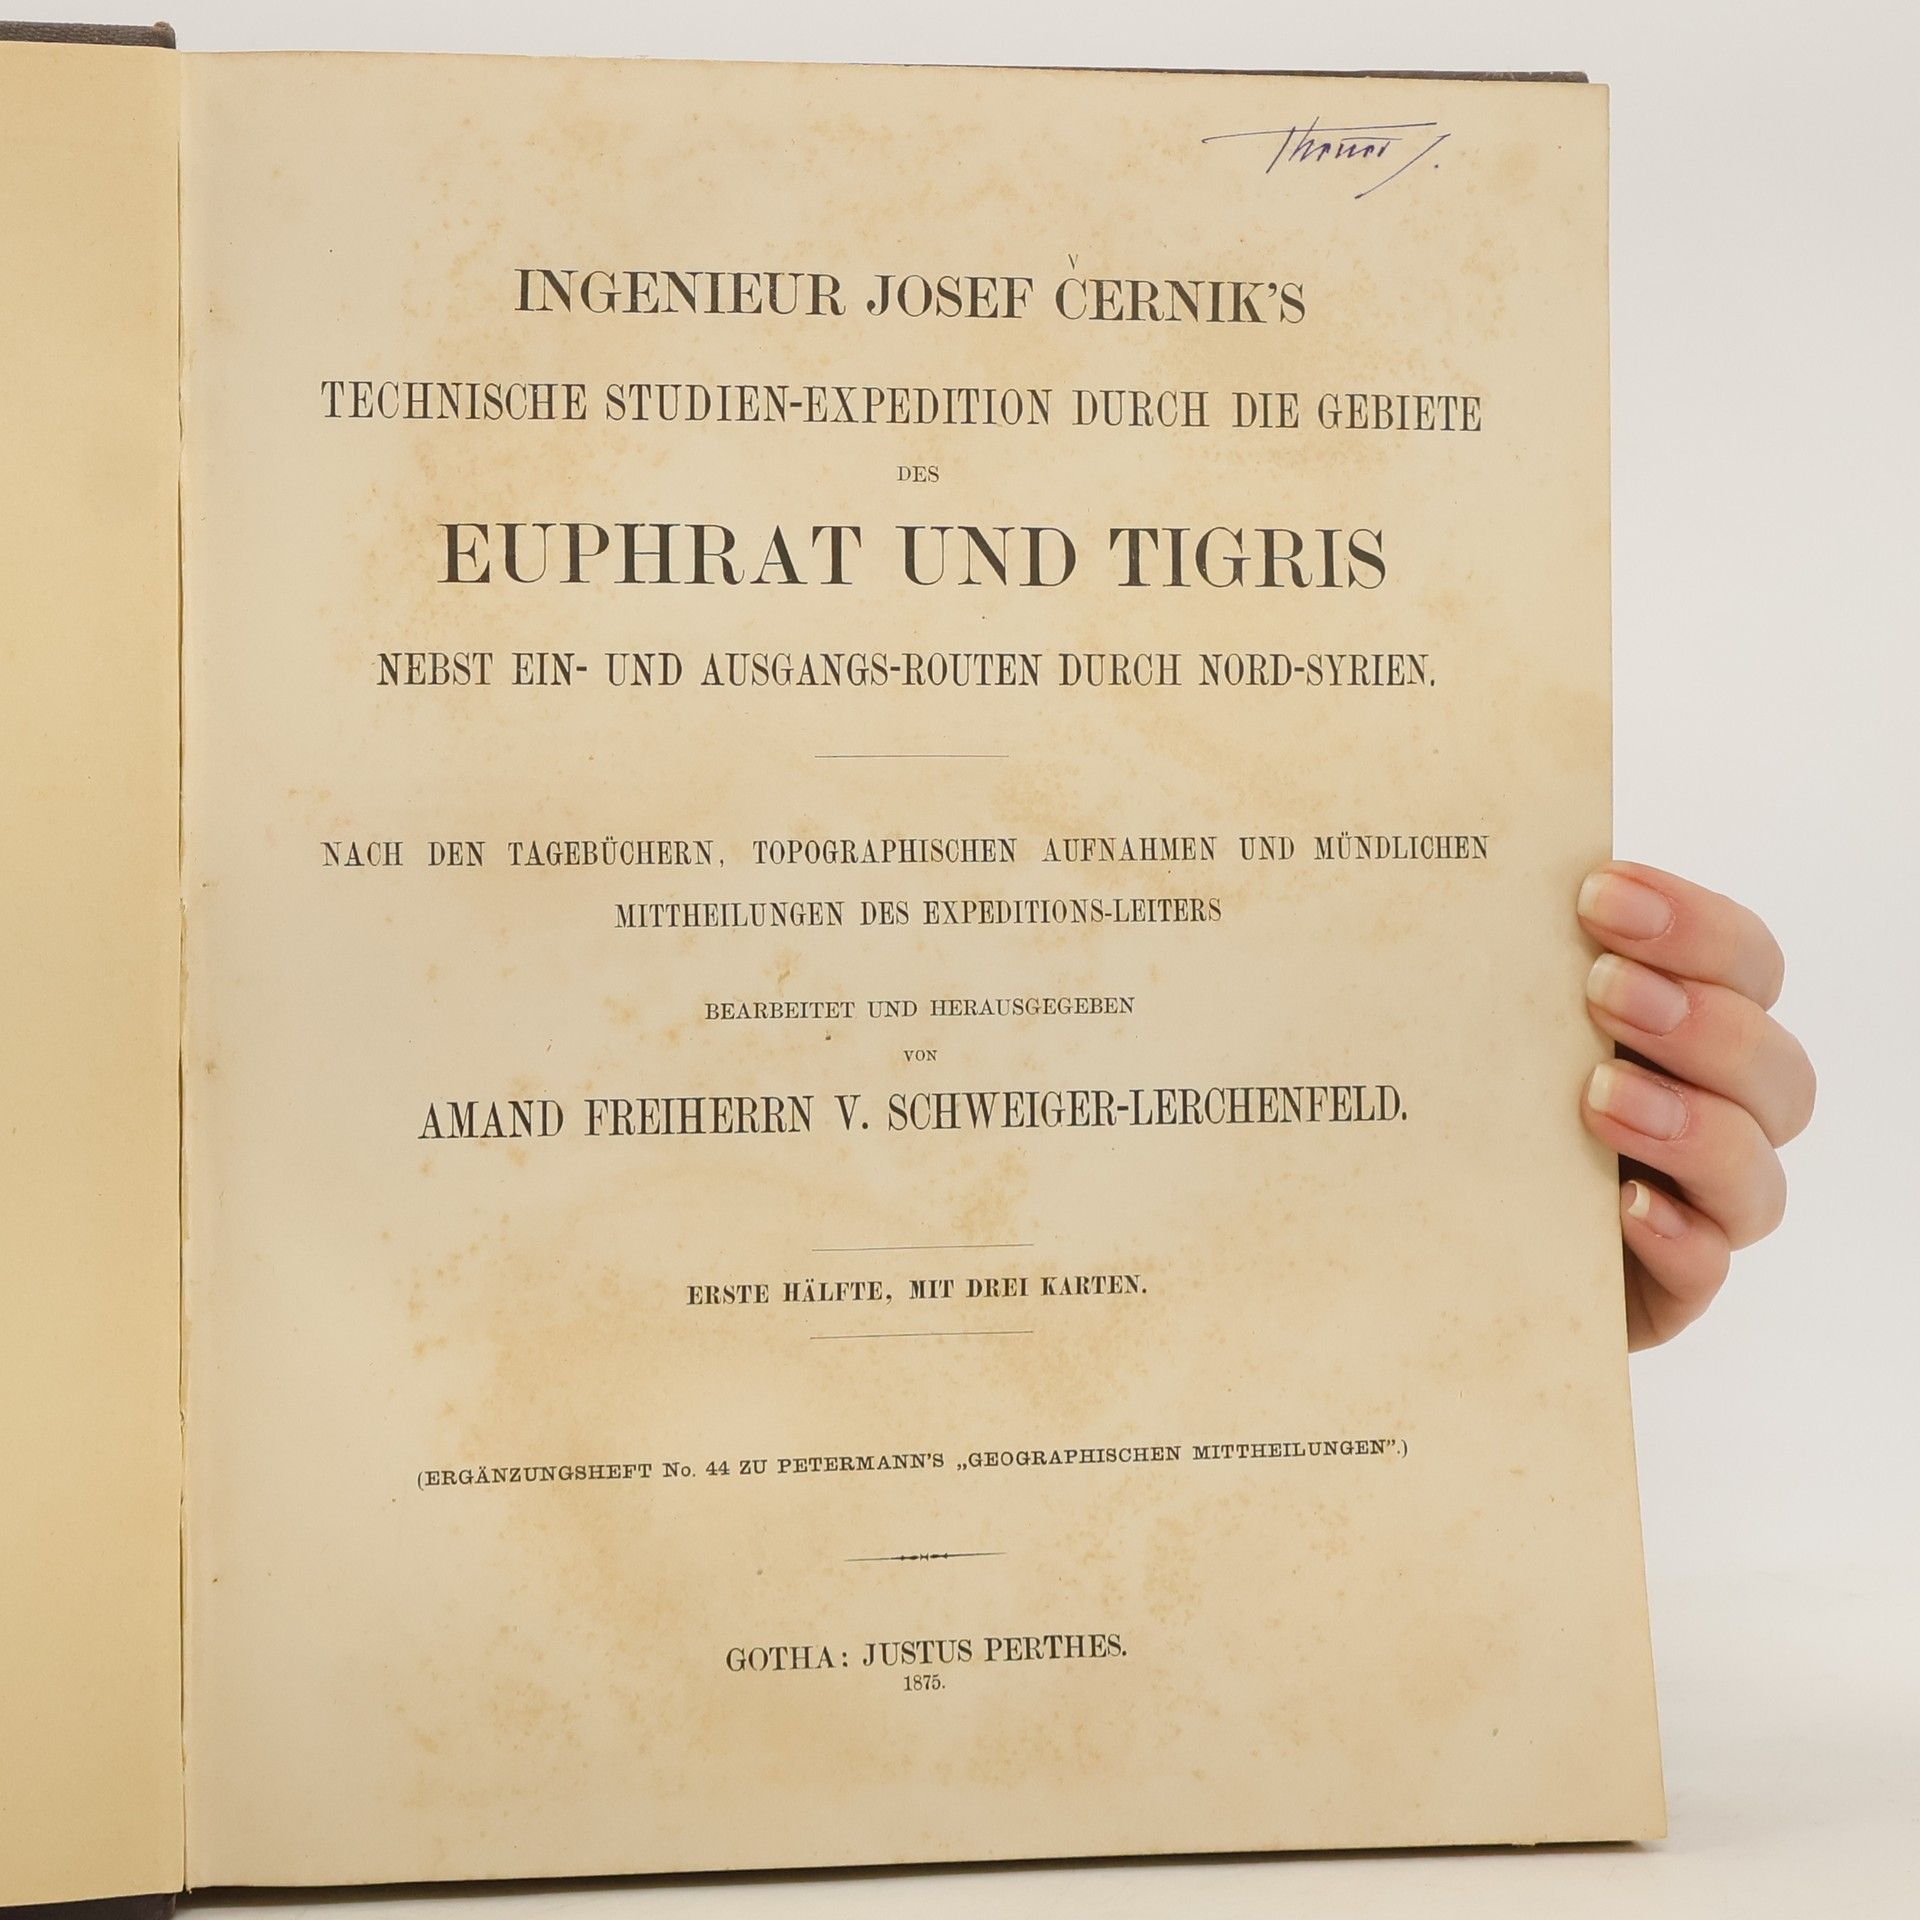 INGENIEUR JOSEF ČERNIK'S
TECHNISCHE STUDIEN-EXPEDITION DURCH DIE GEBIETE
DES
EUPHRAT UND TIGRIS
NEBST EIN- UND AUSGANGS-ROUTEN DURCH NORD-SYRIEN.
NACH DEN TAGEBÜCHERN, TOPOGRAPHISCHEN AUFNAHMEN UND MÜNDLICHEN
MITTHEILUNGEN DES EXPEDITIONS-LEITERS
BEARBEITET UND HERAUSGEGEBEN
VON
AMAND FREIHERRN V. SCHWEIGER-LERCHENFELD.
ERSTE HÄLFTE, MIT DREI KARTEN.
(ERGÄNZUNGSHEFT No. 44 ZU PETERMANN'S „GEOGRAPHISCHEN MITTHEILUNGEN”.)
GOTHA: JUSTUS PERTHES.
1875.